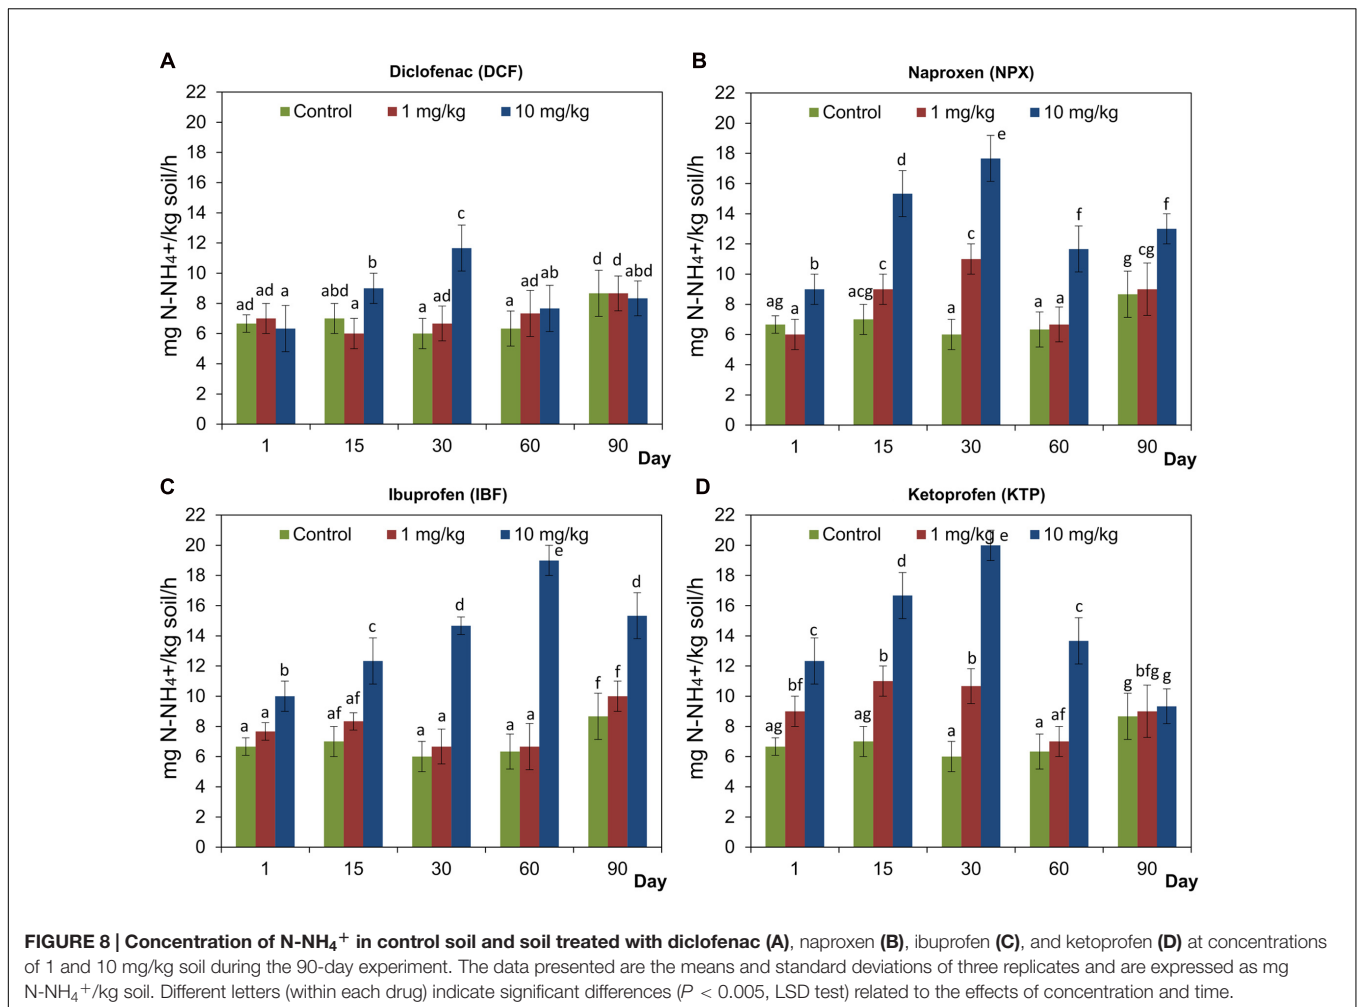 A
Diclofenac (DCF)
22
20
18
16
14
12
10
8
6
4
2
0
mg N-NH₄+/kg soil/h
Control 1 mg/kg 10 mg/kg
ad ad a
abd a b
a ad c
a ad ab
d d abd
1 15 30 60 90
Day
B
Naproxen (NPX)
22
20
18
16
14
12
10
8
6
4
2
0
mg N-NH₄+/kg soil/h
Control 1 mg/kg 10 mg/kg
ag a b
acg c d
a c e
a a f
g cg f
1 15 30 60 90
Day
C
Ibuprofen (IBF)
22
20
18
16
14
12
10
8
6
4
2
0
mg N-NH₄+/kg soil/h
Control 1 mg/kg 10 mg/kg
a a b
af af c
a a d
a a e
f f d
1 15 30 60 90
Day
D
Ketoprofen (KTP)
22
20
18
16
14
12
10
8
6
4
2
0
mg N-NH₄+/kg soil/h
Control 1 mg/kg 10 mg/kg
ag bf c
ag b d
a b e
a af c
g bfg g
1 15 30 60 90
Day
FIGURE 8 | Concentration of N-NH₄⁺ in control soil and soil treated with diclofenac (A), naproxen (B), ibuprofen (C), and ketoprofen (D) at concentrations
of 1 and 10 mg/kg soil during the 90-day experiment. The data presented are the means and standard deviations of three replicates and are expressed as mg
N-NH₄⁺/kg soil. Different letters (within each drug) indicate significant differences (P < 0.005, LSD test) related to the effects of concentration and time.